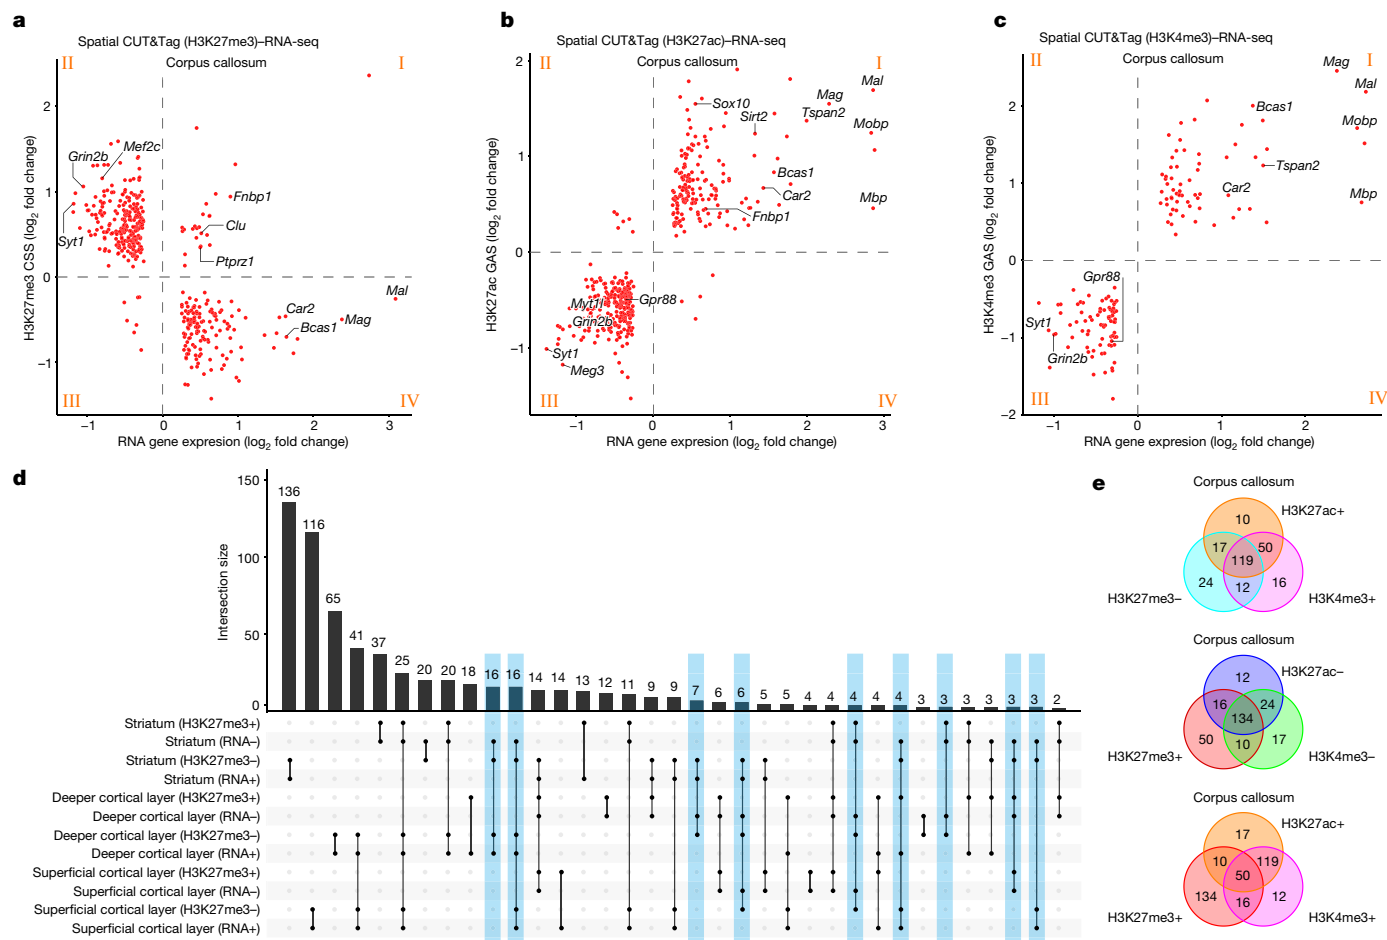 a
Spatial CUT&Tag (H3K27me3)–RNA-seq
II
Corpus callosum
I
H3K27me3 CSS (log2 fold change)
2
1
0
−1
Grin2b
Mef2c
Syt1
Fnbp1
Clu
Ptprz1
Mal
Car2
Mag
Bcas1
III
IV
−1
0
1
2
3
RNA gene expresion (log2 fold change)
b
Spatial CUT&Tag (H3K27ac)–RNA-seq
II
Corpus callosum
I
H3K27ac GAS (log2 fold change)
2
1
0
−1
Mal
Mag
Sox10
Tspan2
Sirt2
Mobp
Bcas1
Car2
Mbp
Fnbp1
Myt1l
Gpr88
Grin2b
Syt1
Meg3
III
IV
−1
0
1
2
3
RNA gene expresion (log2 fold change)
c
Spatial CUT&Tag (H3K4me3)–RNA-seq
II
Corpus callosum
I
H3K4me3 GAS (log2 fold change)
2
1
0
−1
−2
Mag
Mal
Bcas1
Mobp
Tspan2
Car2
Mbp
Gpr88
Syt1
Grin2b
III
IV
−1
0
2
RNA gene expresion (log2 fold change)
d
Intersection size
150
100
50
0
136 116 65 41 37 25 20 20 18 16 16 14 14 13 12 11 9 9 7 6 6 5 5 4 4 4 4 3 3 3 3 3 3 2
Striatum (H3K27me3+)
Striatum (RNA−)
Striatum (H3K27me3−)
Striatum (RNA+)
Deeper cortical layer (H3K27me3+)
Deeper cortical layer (RNA−)
Deeper cortical layer (H3K27me3−)
Deeper cortical layer (RNA+)
Superficial cortical layer (H3K27me3+)
Superficial cortical layer (RNA−)
Superficial cortical layer (H3K27me3−)
Superficial cortical layer (RNA+)
e
Corpus callosum
H3K27ac+
10
17
50
119
24
12
16
H3K27me3−
H3K4me3+
Corpus callosum
H3K27ac−
12
16
24
134
50
10
17
H3K27me3+
H3K4me3−
Corpus callosum
H3K27ac+
17
10
119
50
134
16
12
H3K27me3+
H3K4me3+